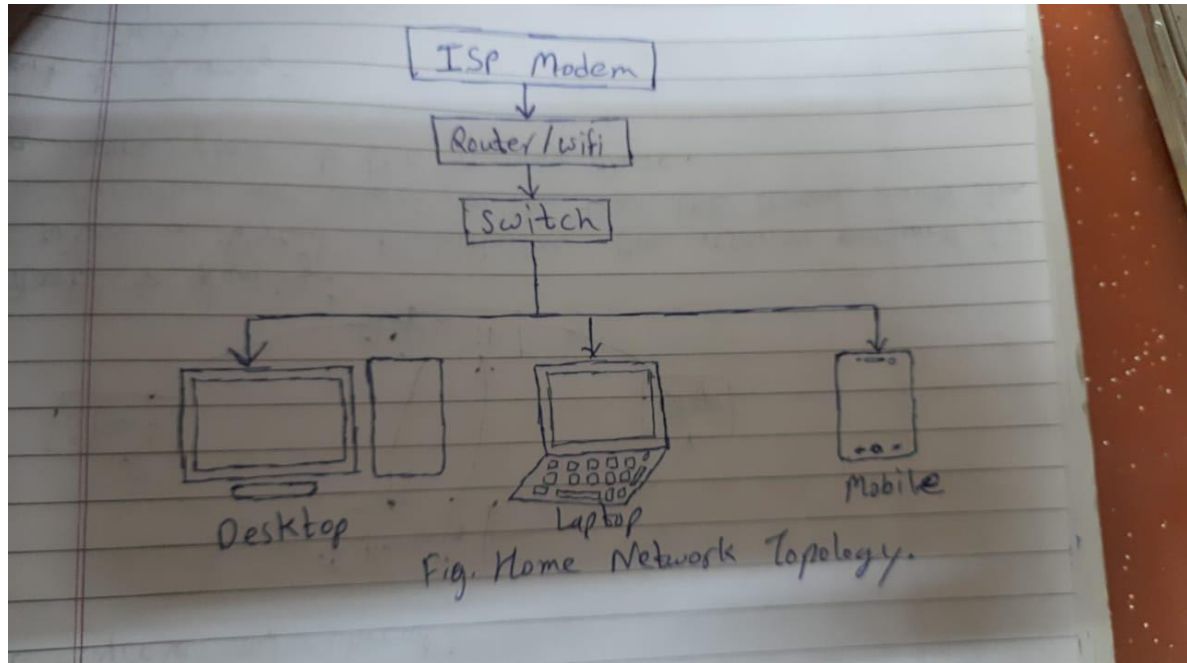 ISP Modem
Router/wifi
Switch
Desktop
Laptop
Mobile
Fig. Home Network Topology.